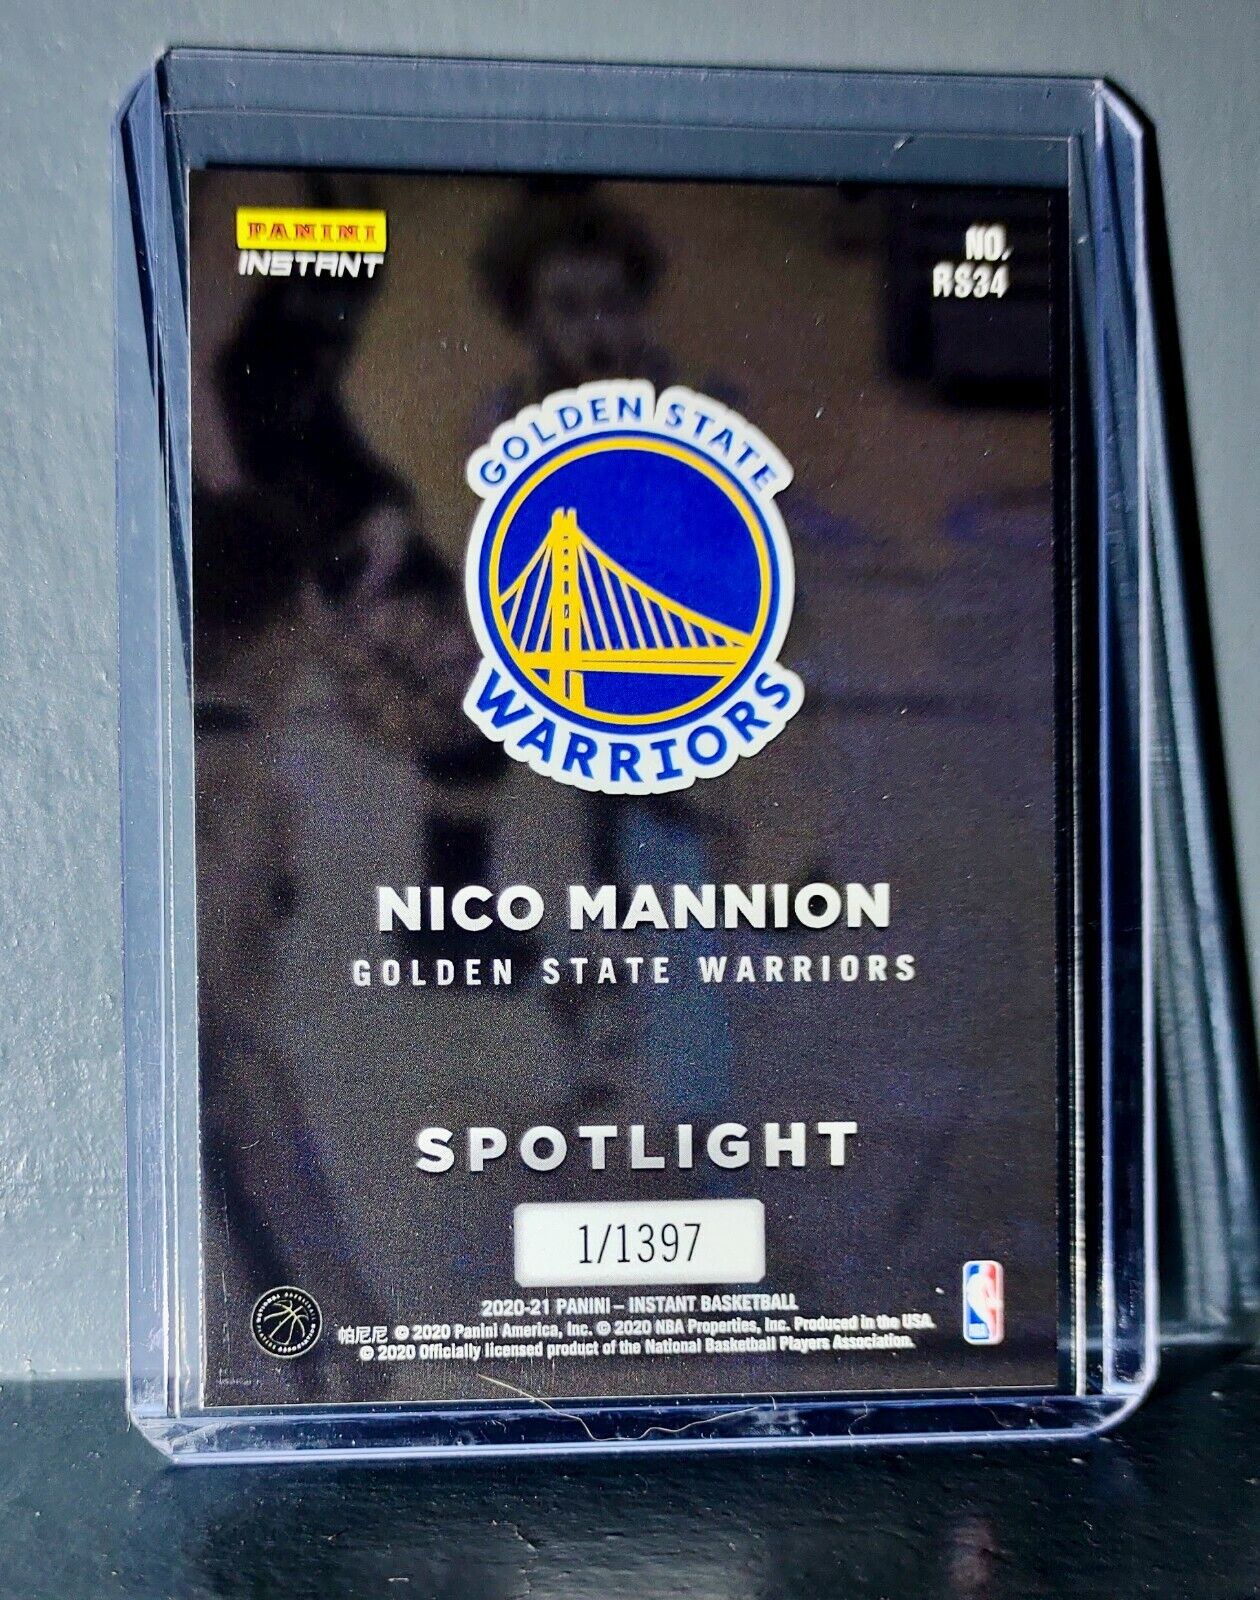 PANINI
INSTANT
NO.
RS34
GOLDEN STATE
WARRIORS
NICO MANNION
GOLDEN STATE WARRIORS
SPOTLIGHT
1/1397
2020-21 PANINI – INSTANT BASKETBALL
帕尼尼 © 2020 Panini America, Inc. © 2020 NBA Properties, Inc. Produced in the USA.
© 2020 Officially licensed product of the National Basketball Players Association.